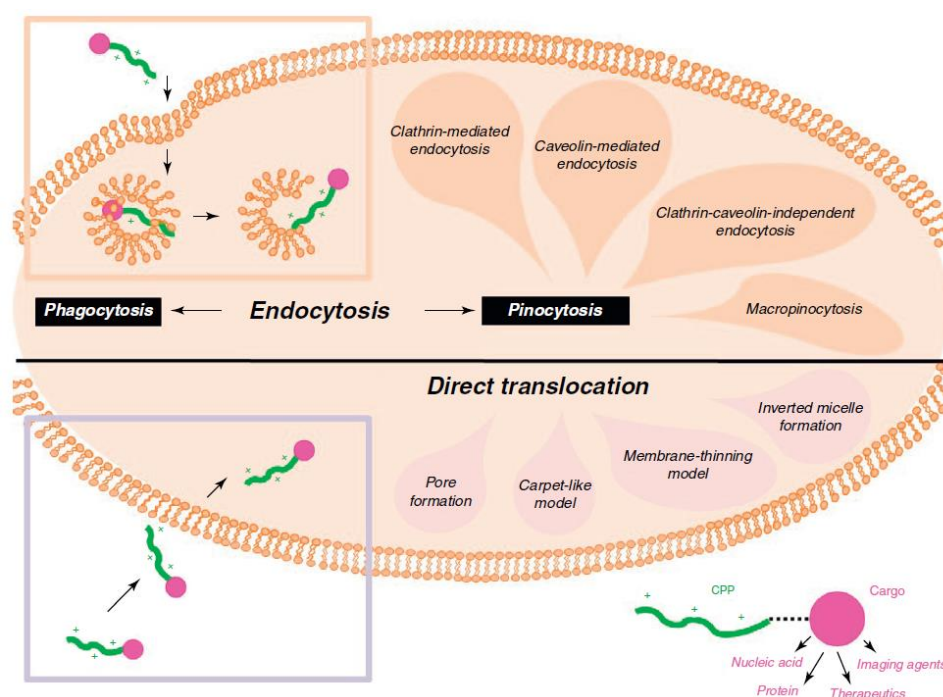 Clathrin-mediated
endocytosis
Caveolin-mediated
endocytosis
Clathrin-caveolin-independent
endocytosis
Macropinocytosis
Phagocytosis
Endocytosis
Pinocytosis
Direct translocation
Inverted micelle
formation
Membrane-thinning
model
Pore
formation
Carpet-like
model
CPP
Cargo
Nucleic acid
Imaging agents
Protein
Therapeutics